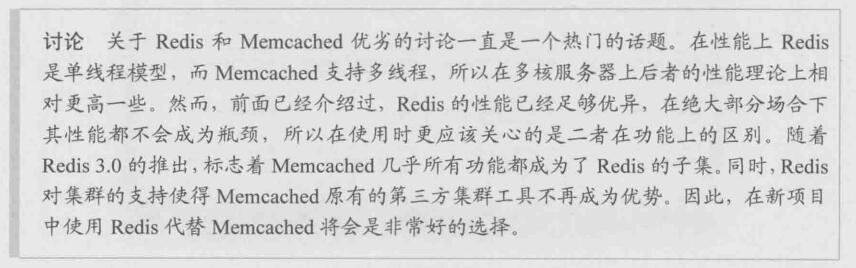 讨论 关于 Redis 和 Memcached 优劣的讨论一直是一个热门的话题。在性能上 Redis
是单线程模型，而 Memcached 支持多线程，所以在多核服务器上后者的性能理论上相
对更高一些。然而，前面已经介绍过，Redis 的性能已经足够优异，在绝大部分场合下
其性能都不会成为瓶颈，所以在使用时更应该关心的是二者在功能上的区别。随着
Redis 3.0 的推出，标志着 Memcached 几乎所有功能都成为了 Redis 的子集。同时，Redis
对集群的支持使得 Memcached 原有的第三方集群工具不再成为优势。因此，在新项目
中使用 Redis 代替 Memcached 将会是非常好的选择。